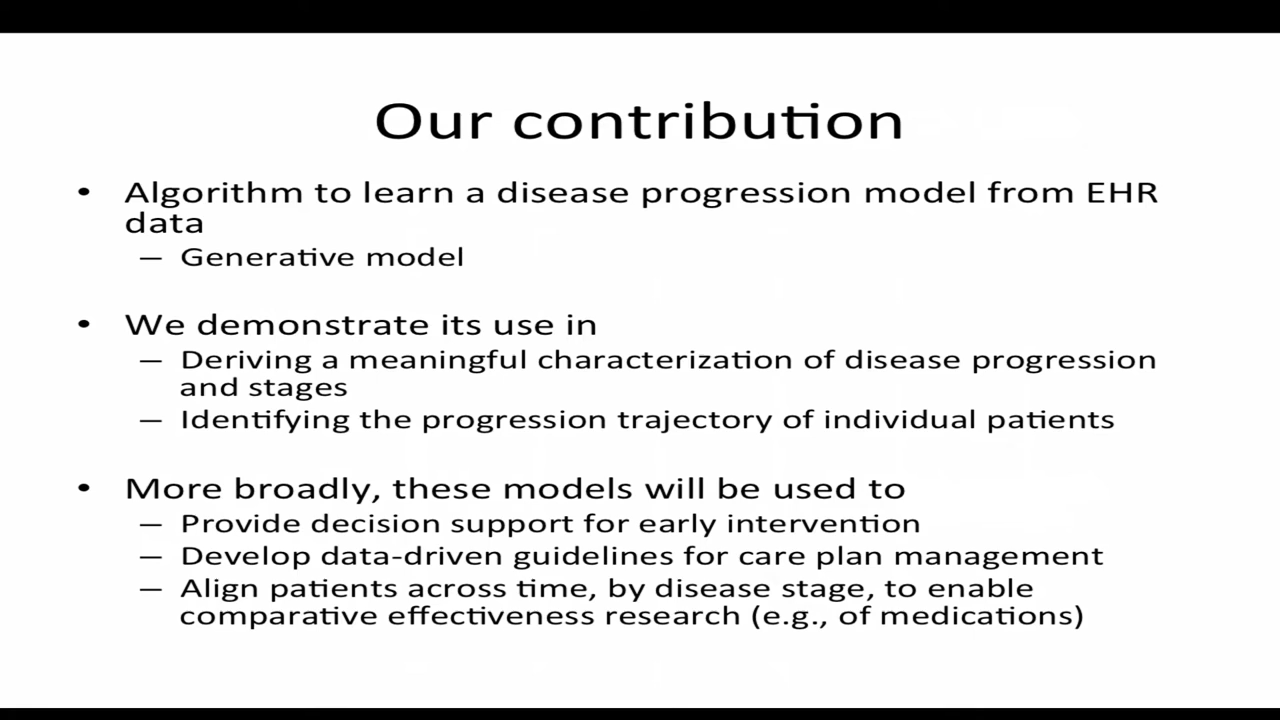 Our contribution
• Algorithm to learn a disease progression model from EHR
data
– Generative model
• We demonstrate its use in
– Deriving a meaningful characterization of disease progression
and stages
– Identifying the progression trajectory of individual patients
• More broadly, these models will be used to
– Provide decision support for early intervention
– Develop data-driven guidelines for care plan management
– Align patients across time, by disease stage, to enable
comparative effectiveness research (e.g., of medications)